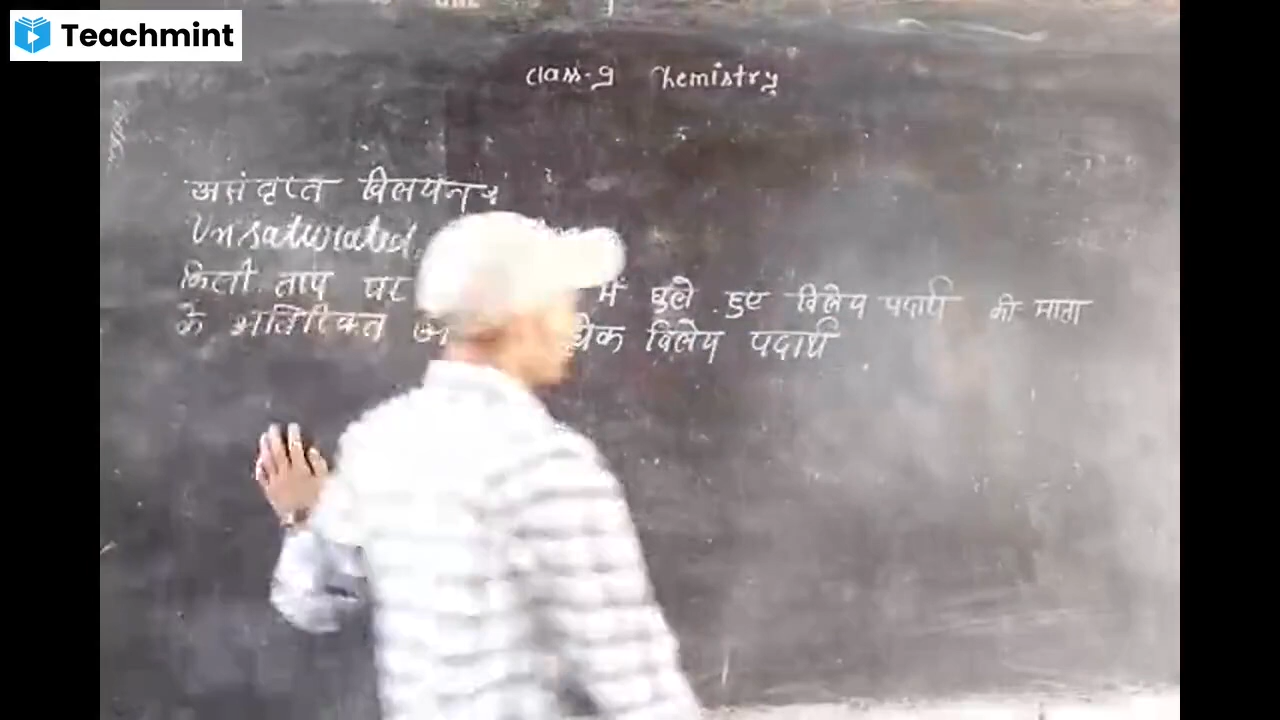 Teachmint
Class-9 Chemistry
असंतृप्त विलयन
Unsaturated
किसी ताप पर में घुले हुए विलेय पदार्थ की मात्रा
के अतिरिक्त विलेय पदार्थ